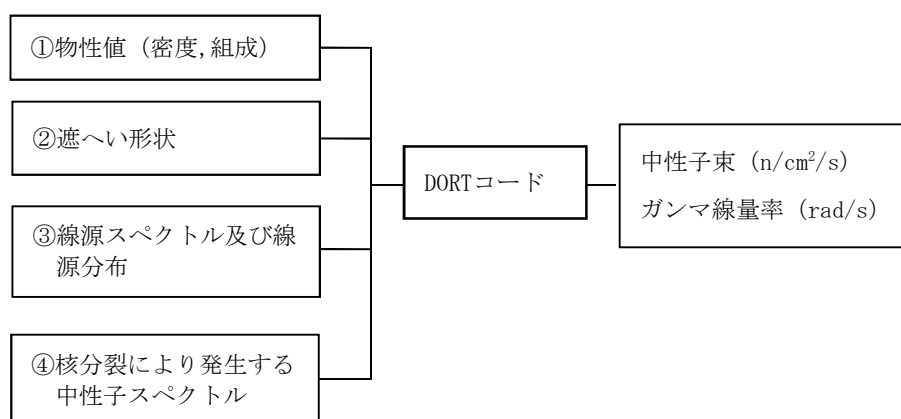 ①物性値（密度,組成）
②遮へい形状
③線源スペクトル及び線
源分布
④核分裂により発生する
中性子スペクトル
DORTコード
中性子束（n/cm²/s）
ガンマ線量率（rad/s）